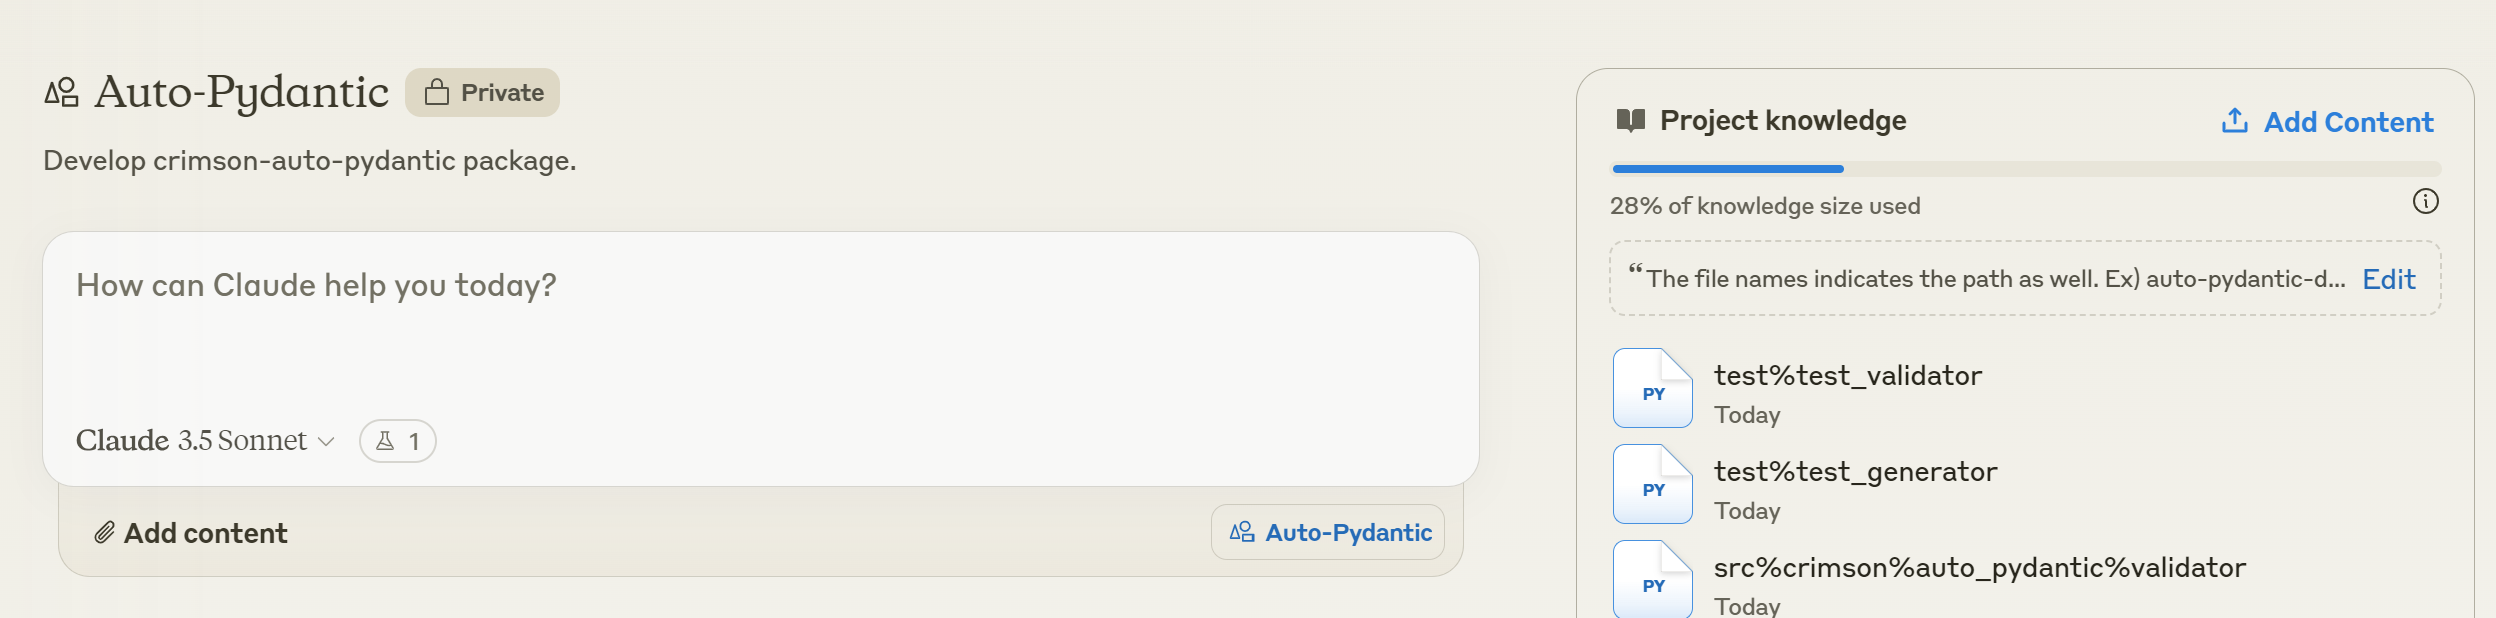 Auto-Pydantic
Private
Develop crimson-auto-pydantic package.
How can Claude help you today?
Claude 3.5 Sonnet
1
Add content
Auto-Pydantic
Project knowledge
Add Content
28% of knowledge size used
“The file names indicates the path as well. Ex) auto-pydantic-d...
Edit
PY
test%test_validator
Today
PY
test%test_generator
Today
PY
src%crimson%auto_pydantic%validator
Today